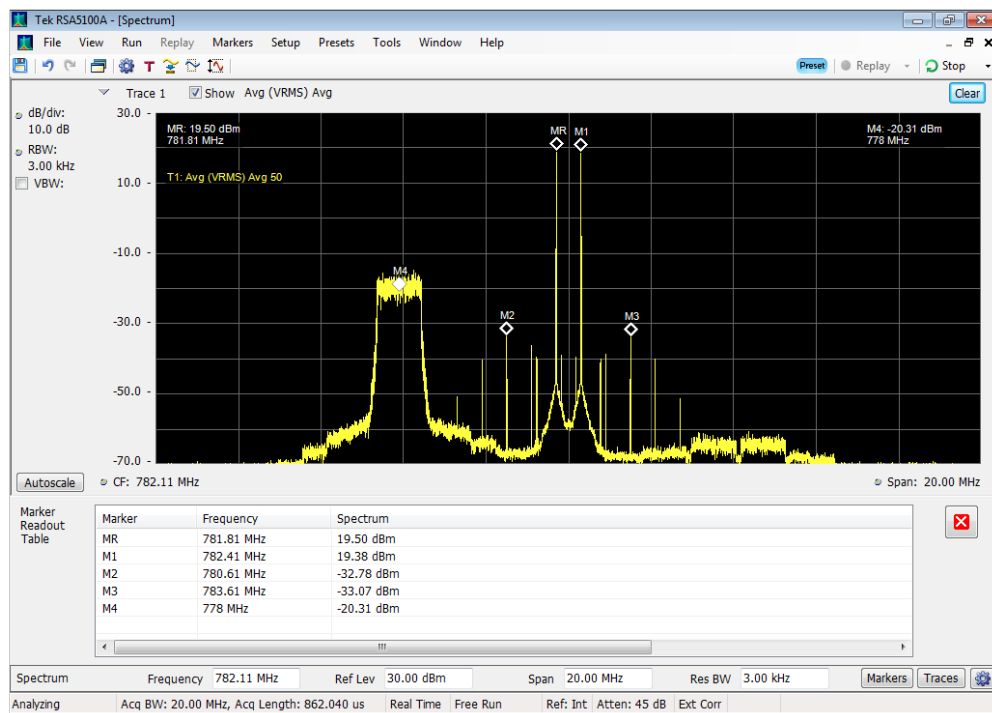 Tek RSA5100A - [Spectrum]
File View Run Replay Markers Setup Presets Tools Window Help
T Preset Replay Stop
Trace 1 Show Avg (VRMS) Avg Clear
dB/div:
10.0 dB
RBW:
3.00 kHz
VBW:
30.0
10.0
-10.0
-30.0
-50.0
-70.0
MR: 19.50 dBm
781.81 MHz
M4: -20.31 dBm
778 MHz
T1: Avg (VRMS) Avg 50
MR M1
M4
M2 M3
Autoscale CF: 782.11 MHz Span: 20.00 MHz
Marker
Readout
Table
Marker Frequency Spectrum
MR 781.81 MHz 19.50 dBm
M1 782.41 MHz 19.38 dBm
M2 780.61 MHz -32.78 dBm
M3 783.61 MHz -33.07 dBm
M4 778 MHz -20.31 dBm
Spectrum Frequency 782.11 MHz Ref Lev 30.00 dBm Span 20.00 MHz Res BW 3.00 kHz Markers Traces
Analyzing Acq BW: 20.00 MHz, Acq Length: 862.040 us Real Time Free Run Ref: Int Atten: 45 dB Ext Corr